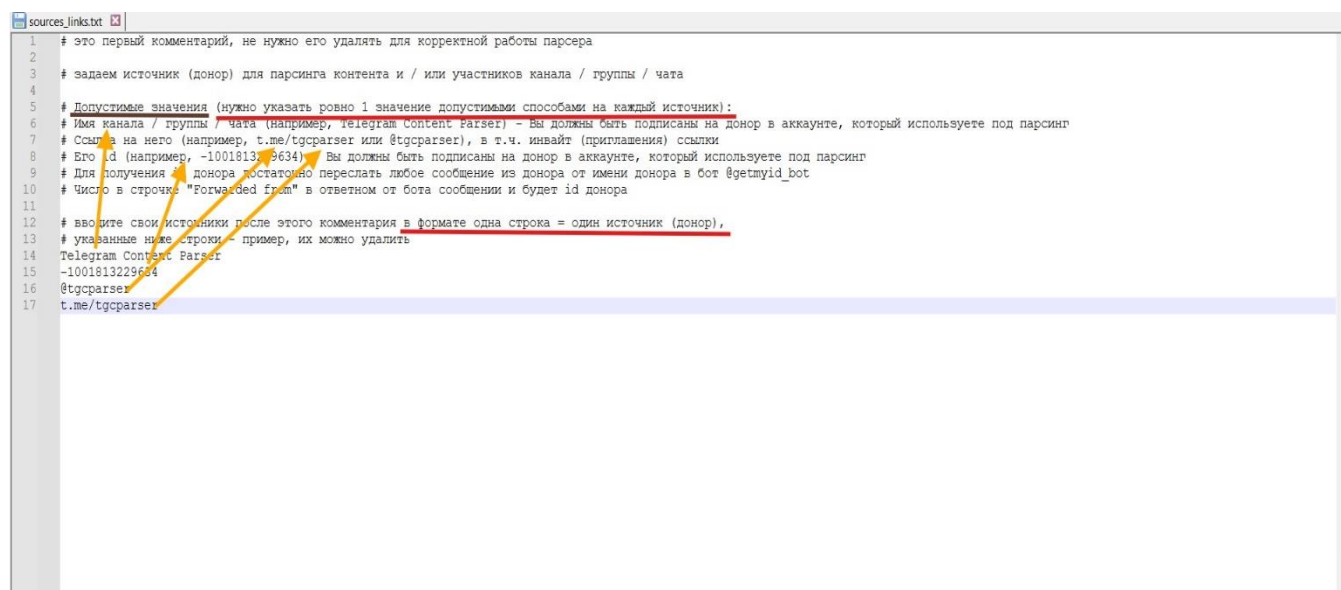 sources_links.txt
1 # это первый комментарий, не нужно его удалять для корректной работы парсера
2
3 # задаем источник (донор) для парсинга контента и / или участников канала / группы / чата
4
5 # Допустимые значения (нужно указать ровно 1 значение допустимыми способами на каждый источник):
6 # Имя канала / группы / чата (например, Telegram Content Parser) - Вы должны быть подписаны на донор в аккаунте, который используете под парсинг
7 # Ссылка на него (например, t.me/tgcparser или @tgcparser), в т.ч. инвайт (приглашения) ссылки
8 # Его id (например, -1001813229634) - Вы должны быть подписаны на донор в аккаунте, который используете под парсинг
9 # Для получения id донора достаточно переслать любое сообщение из донора от имени донора в бот @getmyid_bot
10 # Число в строчке "Forwarded from" в ответном от бота сообщении и будет id донора
11
12 # вводите свои источники после этого комментария в формате одна строка = один источник (донор),
13 # указанные ниже строки - пример, их можно удалить
14 Telegram Content Parser
15 -1001813229634
16 @tgcparser
17 t.me/tgcparser